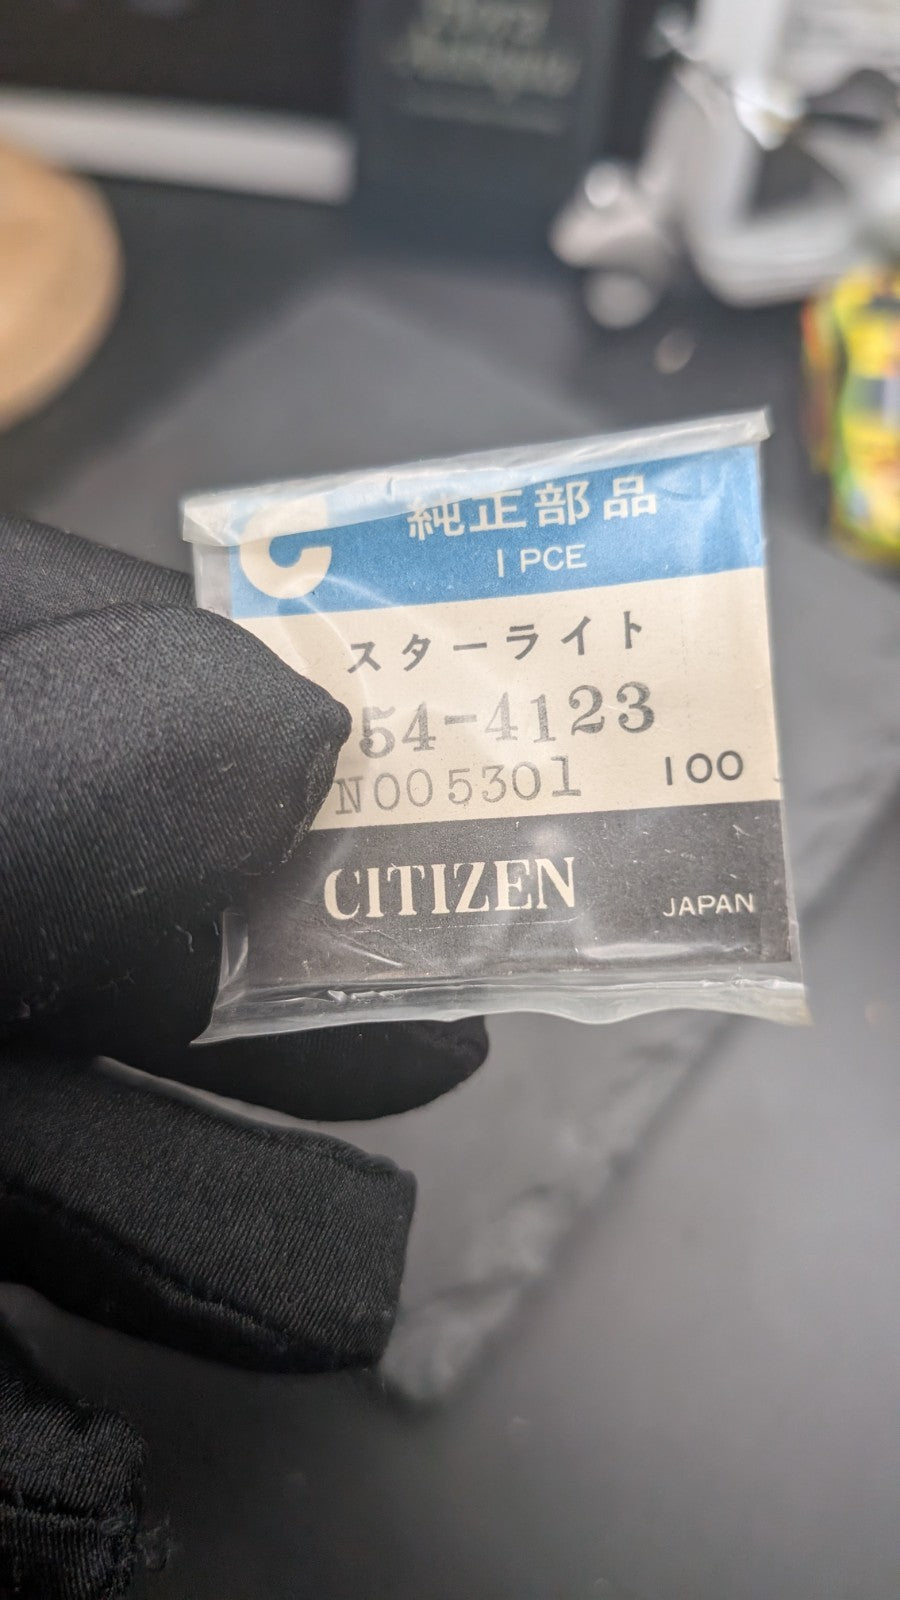 C 純正部品
1 PCE
スターライト
54-4123
N005301 100
CITIZEN
JAPAN